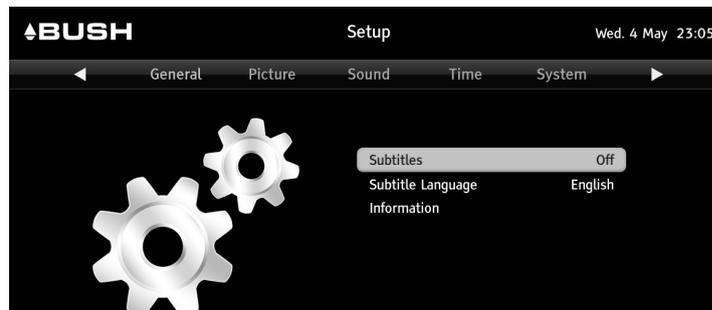 BUSH Setup Wed. 4 May 23:05
General Picture Sound Time System
Subtitles Off
Subtitle Language English
Information